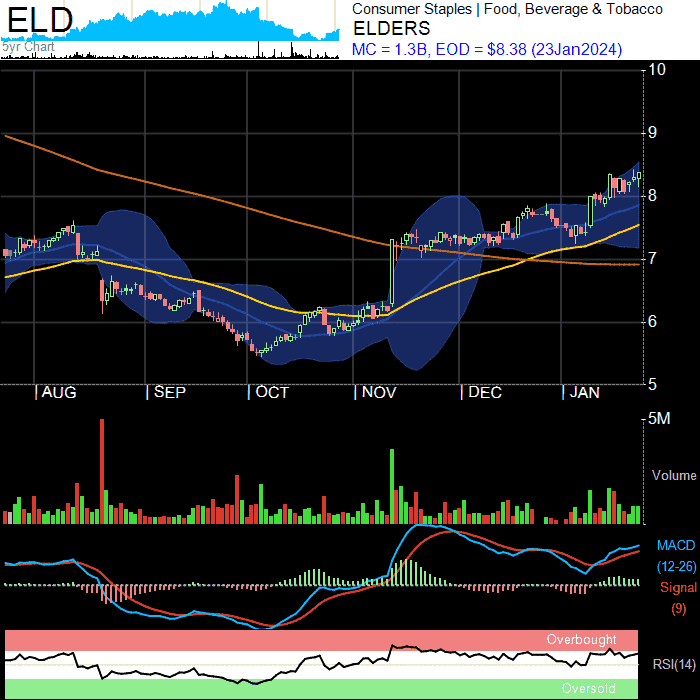 ELD
5yr Chart
Consumer Staples | Food, Beverage & Tobacco
ELDERS
MC = 1.3B, EOD = $8.38 (23Jan2024)
10
9
8
7
6
5
AUG
SEP
OCT
NOV
DEC
JAN
5M
Volume
MACD
(12-26)
Signal
(9)
Overbought
RSI(14)
Oversold